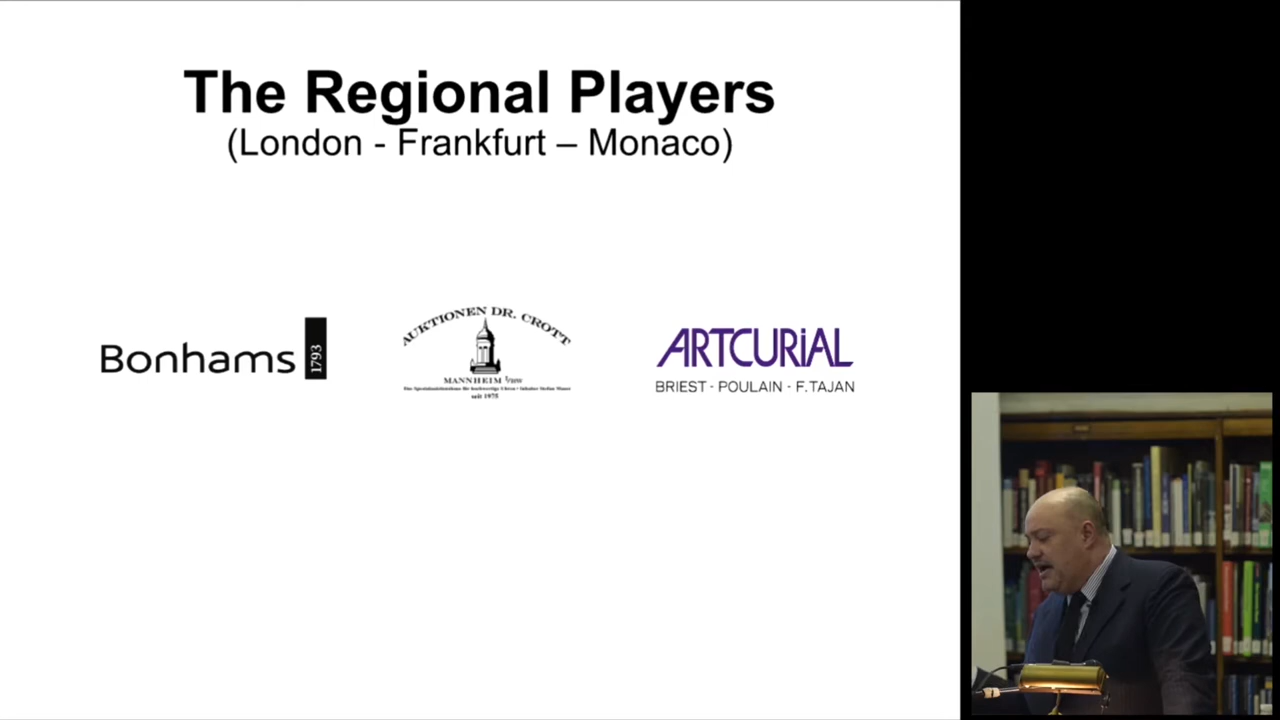 The Regional Players
(London - Frankfurt – Monaco)
Bonhams 1793
AUKTIONEN DR. CROTT
MANNHEIM
seit 1975
ARTCURiAL
BRIEST - POULAIN - F.TAJAN